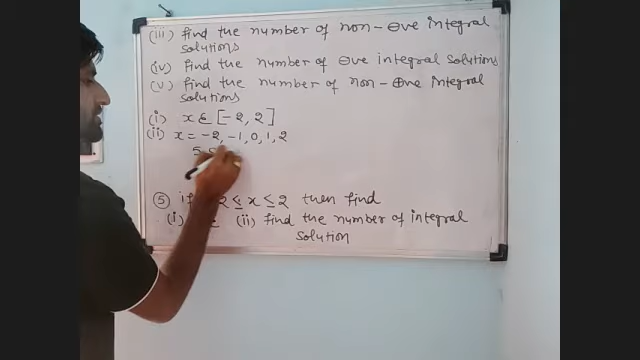 (iii) find the number of non-⊖ve integral
solutions
(iv) find the number of ⊖ve integral solutions
(v) find the number of non-⊕ve integral
solutions
(i) x ε [-2, 2]
(ii) x = -2, -1, 0, 1, 2
5
⑤ if 2 ≤ x ≤ 2 then find
(i) (ii) find the number of integral
solution